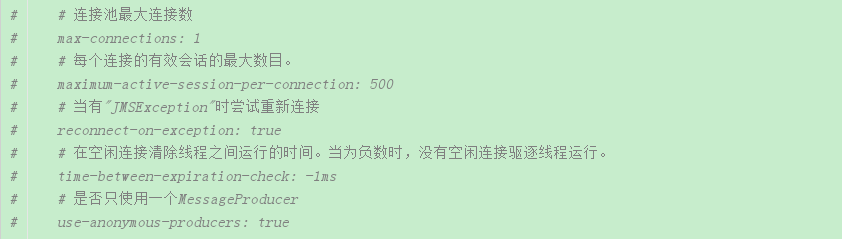 #     # 连接池最大连接数
#     max-connections: 1
#     # 每个连接的有效会话的最大数目。
#     maximum-active-session-per-connection: 500
#     # 当有"JMSException"时尝试重新连接
#     reconnect-on-exception: true
#     # 在空闲连接清除线程之间运行的时间。当为负数时，没有空闲连接驱逐线程运行。
#     time-between-expiration-check: -1ms
#     # 是否只使用一个MessageProducer
#     use-anonymous-producers: true